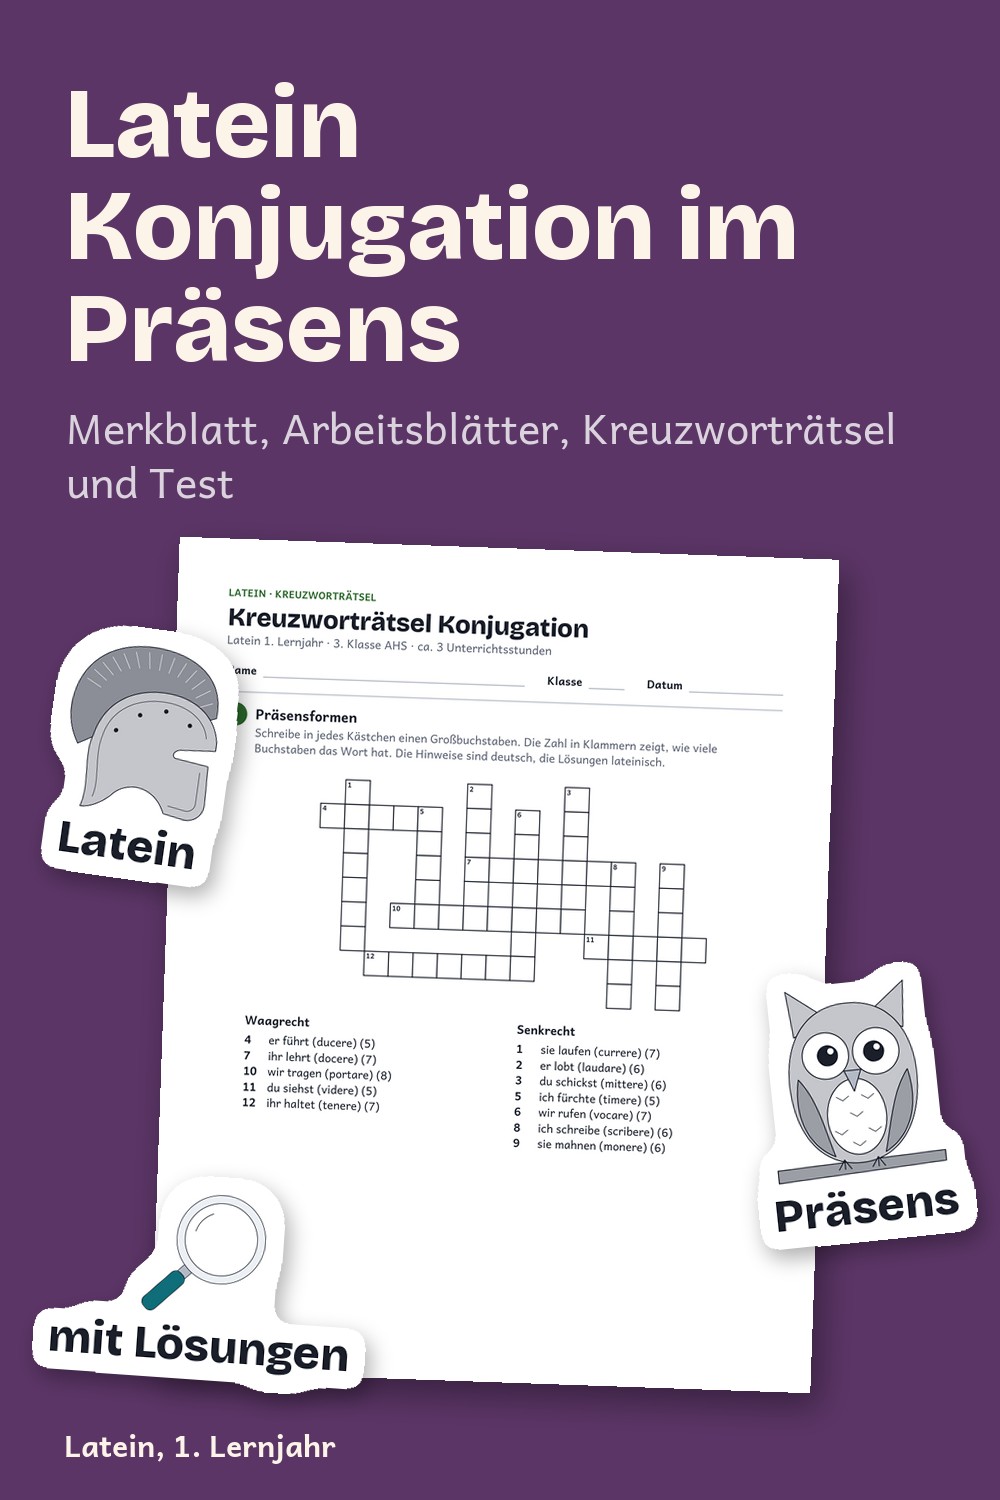 Latein
Konjugation im
Präsens
Merkblatt, Arbeitsblätter, Kreuzworträtsel
und Test
LATEIN · KREUZWORTRÄTSEL
Kreuzworträtsel Konjugation
Latein 1. Lernjahr · 3. Klasse AHS · ca. 3 Unterrichtsstunden
Klasse Datum
Präsensformen
Schreibe in jedes Kästchen einen Großbuchstaben. Die Zahl in Klammern zeigt, wie viele
Buchstaben das Wort hat. Die Hinweise sind deutsch, die Lösungen lateinisch.
1 2 3
4 5 6
7 8 9
10
11
12
Waagrecht
4 er führt (ducere) (5)
7 ihr lehrt (docere) (7)
10 wir tragen (portare) (8)
11 du siehst (videre) (5)
12 ihr haltet (tenere) (7)
Senkrecht
1 sie laufen (currere) (7)
2 er lobt (laudare) (6)
3 du schickst (mittere) (6)
5 ich fürchte (timere) (5)
6 wir rufen (vocare) (7)
8 ich schreibe (scribere) (6)
9 sie mahnen (monere) (6)
Latein
Präsens
mit Lösungen
Latein, 1. Lernjahr